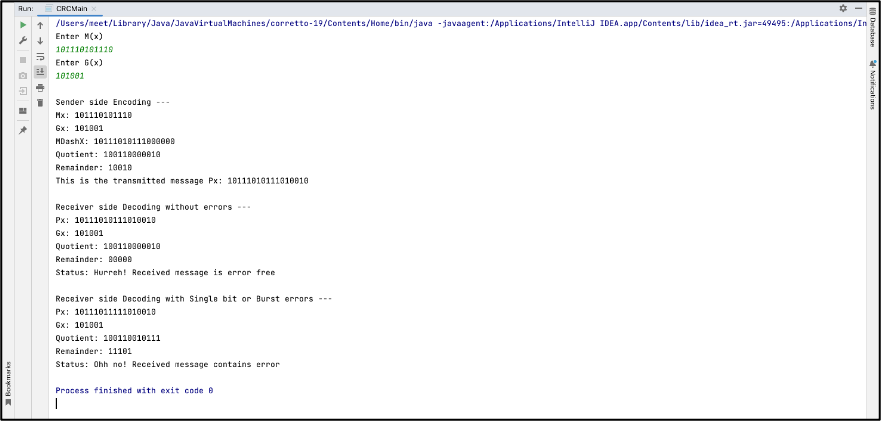 Run: CRCMain
/Users/meet/Library/Java/JavaVirtualMachines/corretto-19/Contents/Home/bin/java -javaagent:/Applications/IntelliJ IDEA.app/Contents/lib/idea_rt.jar=49495:/Applications/In
Enter M(x)
101110101110
Enter G(x)
101001
Sender side Encoding ---
Mx: 101110101110
Gx: 101001
MDashX: 10111010111000000
Quotient: 100110000010
Remainder: 10010
This is the transmitted message Px: 10111010111010010
Receiver side Decoding without errors ---
Px: 10111010111010010
Gx: 101001
Quotient: 100110000010
Remainder: 00000
Status: Hurreh! Received message is error free
Receiver side Decoding with Single bit or Burst errors ---
Px: 10111011111010010
Gx: 101001
Quotient: 100110010111
Remainder: 11101
Status: Ohh no! Received message contains error
Process finished with exit code 0
Database
Notifications
Bookmarks